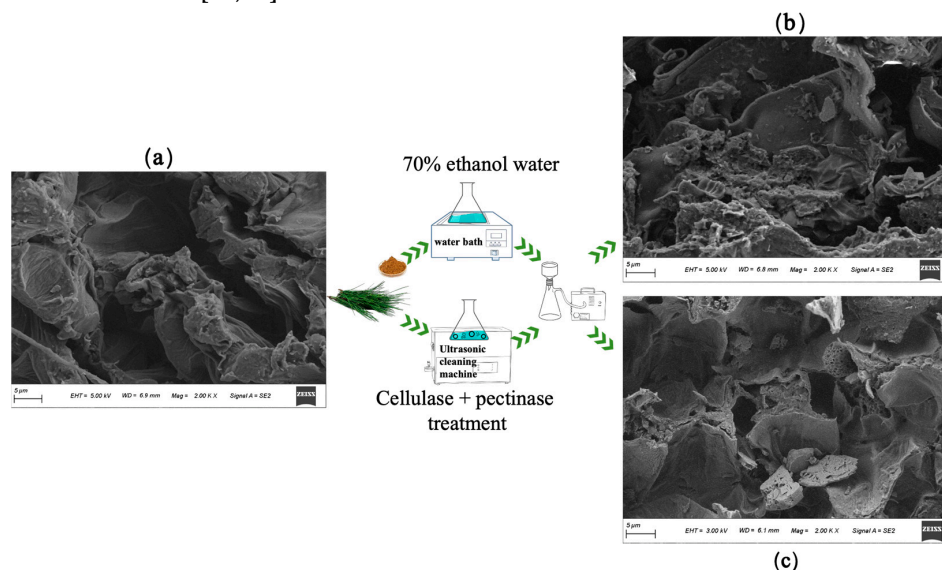 [
,
]
(b)
(a)
70% ethanol water
water bath
5 μm
EHT = 5.00 kV WD = 6.8 mm Mag = 2.00 K X Signal A = SE2
ZEISS
Ultrasonic
cleaning
machine
5 μm
EHT = 5.00 kV WD = 6.9 mm Mag = 2.00 K X Signal A = SE2
ZEISS
Cellulase + pectinase
treatment
5 μm
EHT = 3.00 kV WD = 6.1 mm Mag = 2.00 K X Signal A = SE2
ZEISS
(c)